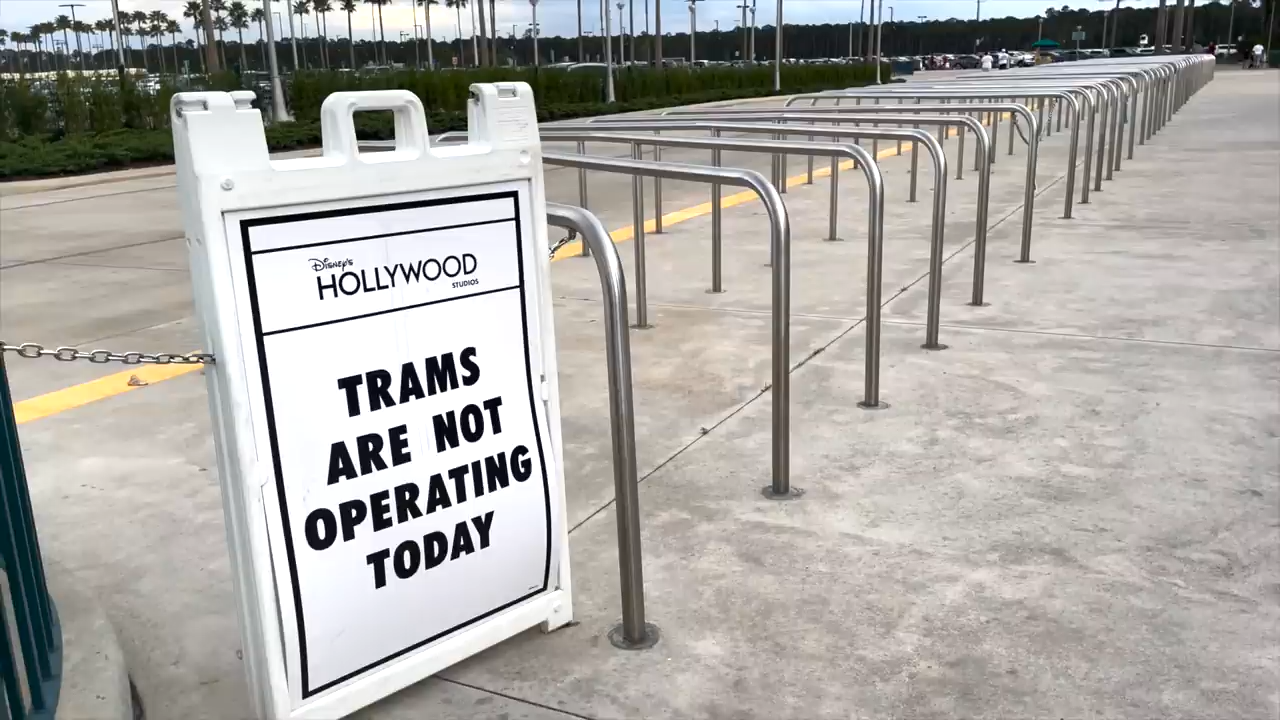 Disney's
HOLLYWOOD
STUDIOS
TRAMS
ARE NOT
OPERATING
TODAY